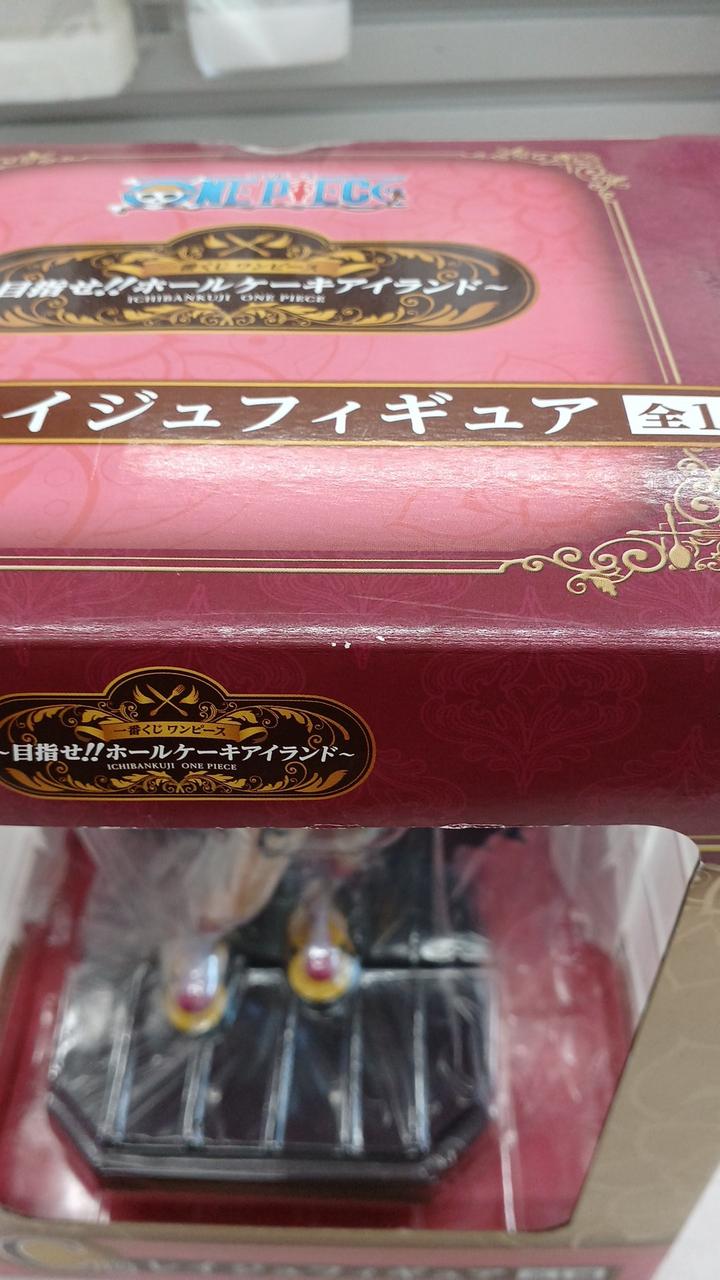 ONE PIECE
一番くじ ワンピース
目指せ!!ホールケーキアイランド～
ICHIBANKUJI ONE PIECE
イジュフィギュア 全1
一番くじ ワンピース
～目指せ!!ホールケーキアイランド～
ICHIBANKUJI ONE PIECE